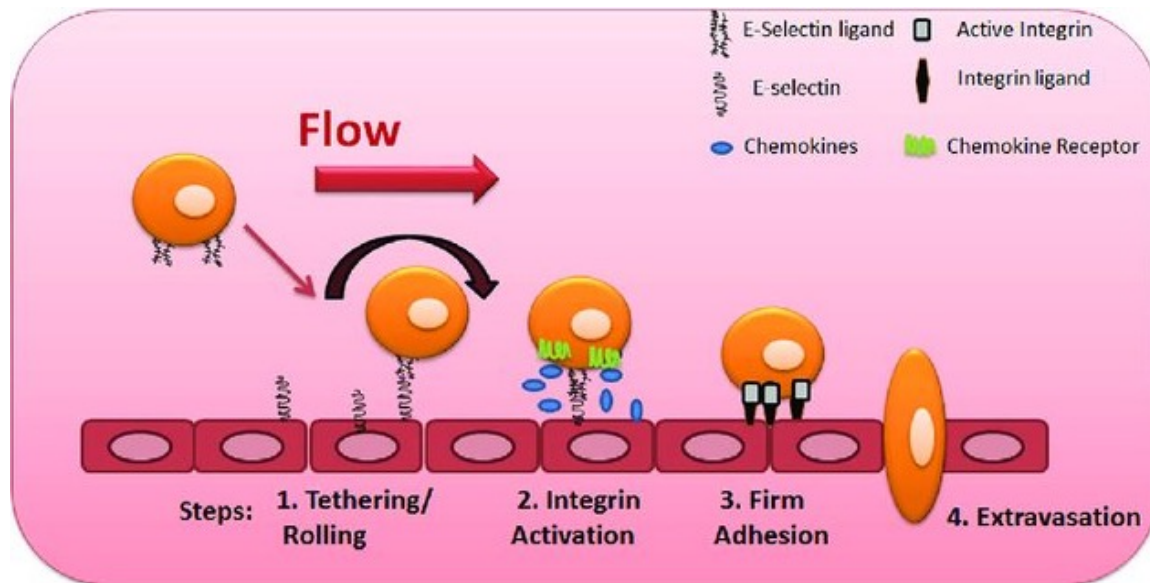 E-Selectin ligand
Active Integrin
E-selectin
Integrin ligand
Chemokines
Chemokine Receptor
Flow
Steps:
1. Tethering/
Rolling
2. Integrin
Activation
3. Firm
Adhesion
4. Extravasation